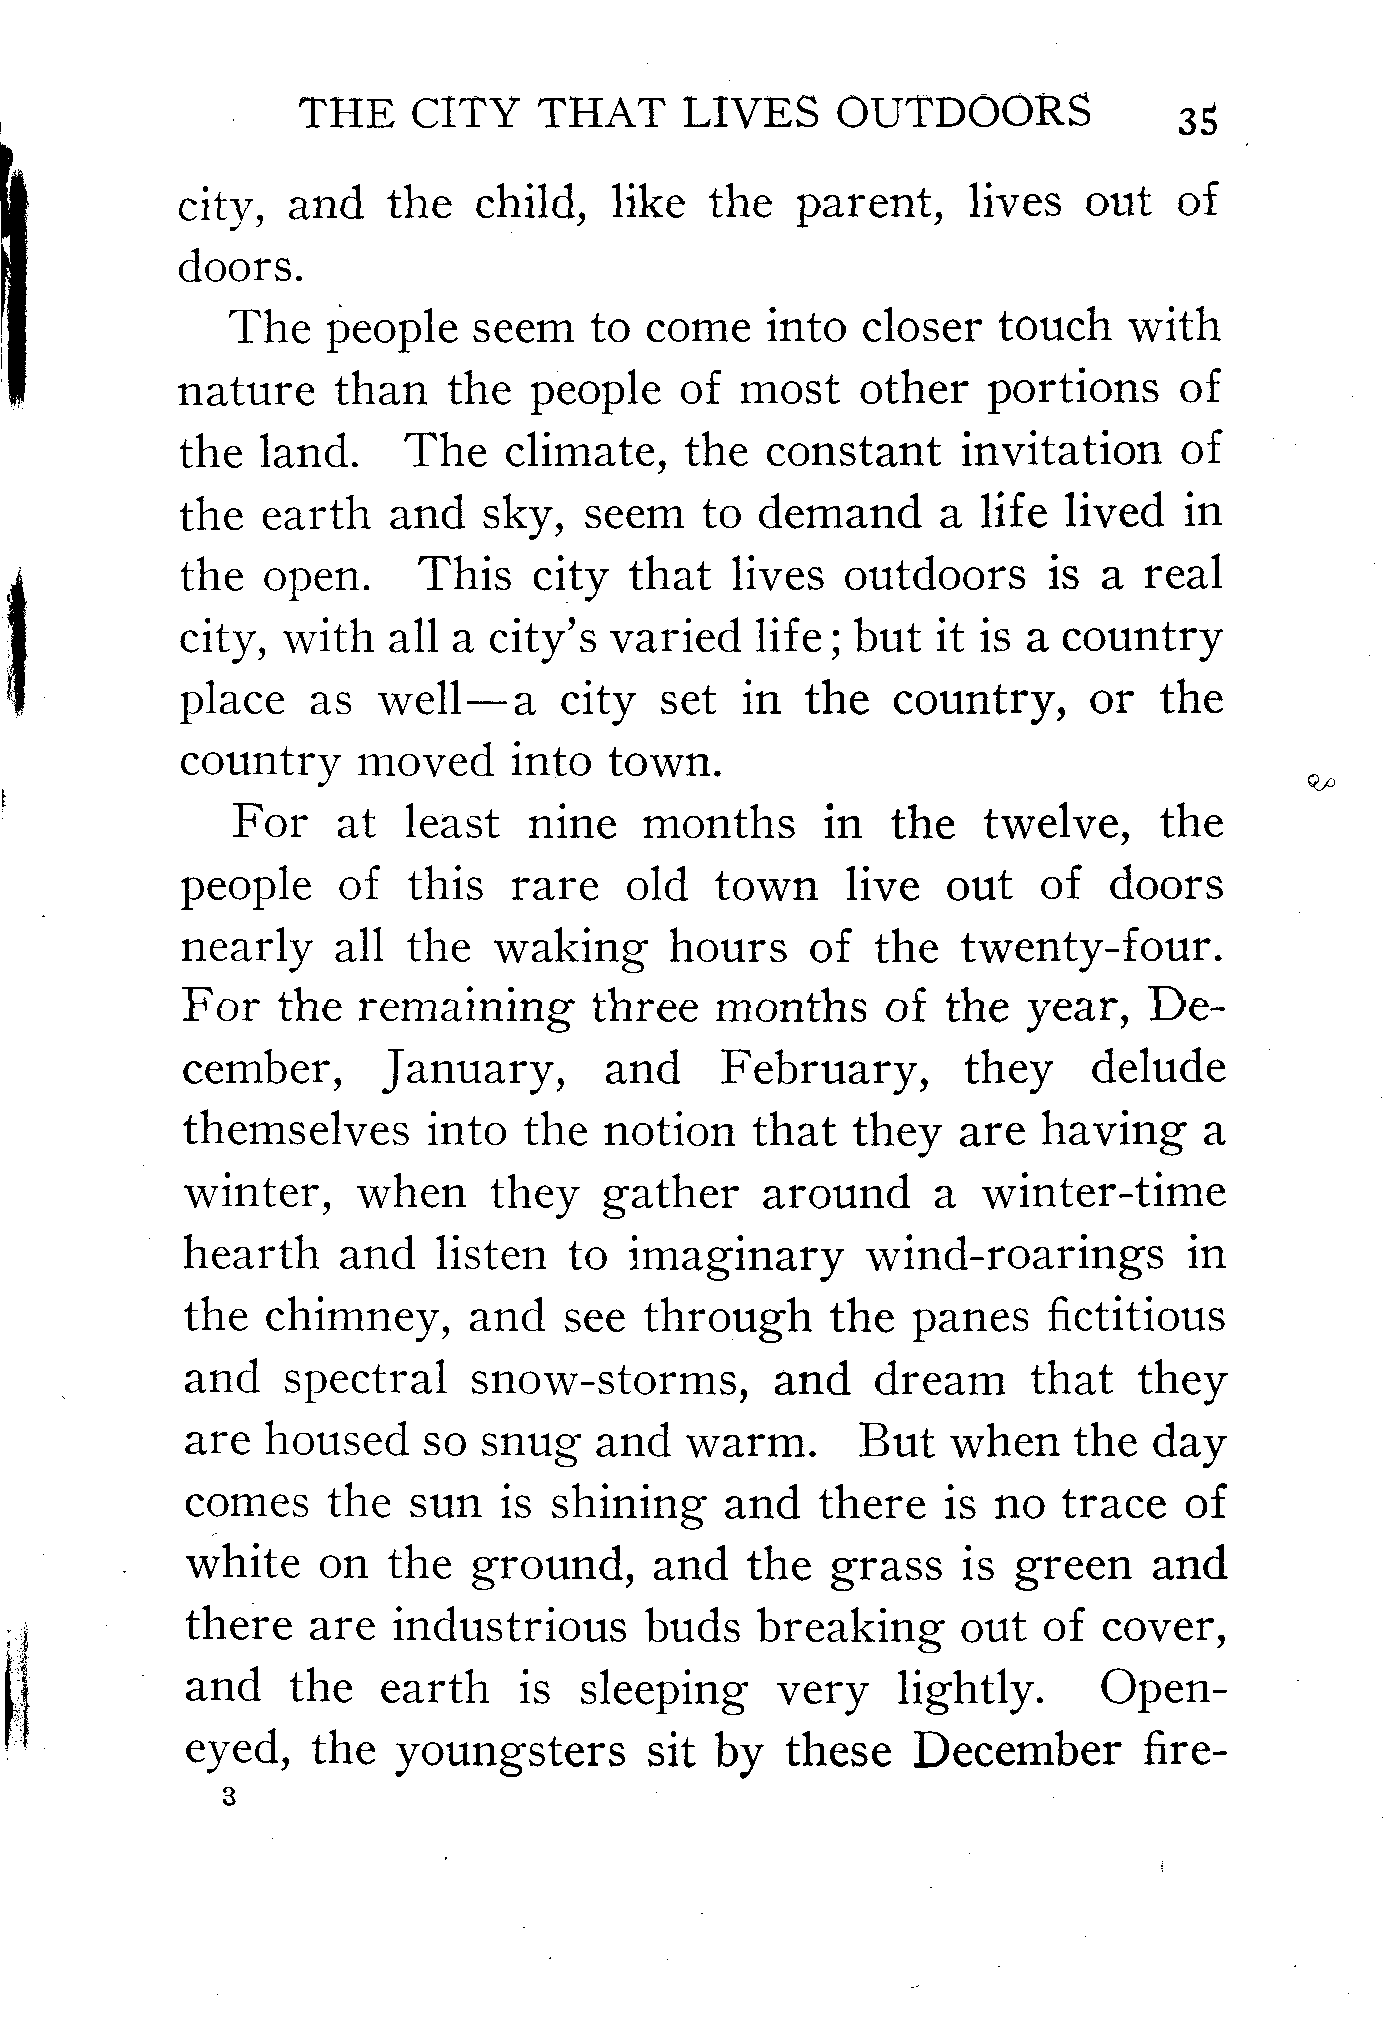 THE CITY THAT LIVES OUTDOORS 35
city, and the child, like the parent, lives out of
doors.
The people seem to come into closer touch with
nature than the people of most other portions of
the land. The climate, the constant invitation of
the earth and sky, seem to demand a life lived in
the open. This city that lives outdoors is a real
city, with all a city's varied life; but it is a country
place as well—a city set in the country, or the
country moved into town.
For at least nine months in the twelve, the
people of this rare old town live out of doors
nearly all the waking hours of the twenty-four.
For the remaining three months of the year, De-
cember, January, and February, they delude
themselves into the notion that they are having a
winter, when they gather around a winter-time
hearth and listen to imaginary wind-roarings in
the chimney, and see through the panes fictitious
and spectral snow-storms, and dream that they
are housed so snug and warm. But when the day
comes the sun is shining and there is no trace of
white on the ground, and the grass is green and
there are industrious buds breaking out of cover,
and the earth is sleeping very lightly. Open-
eyed, the youngsters sit by these December fire-
3